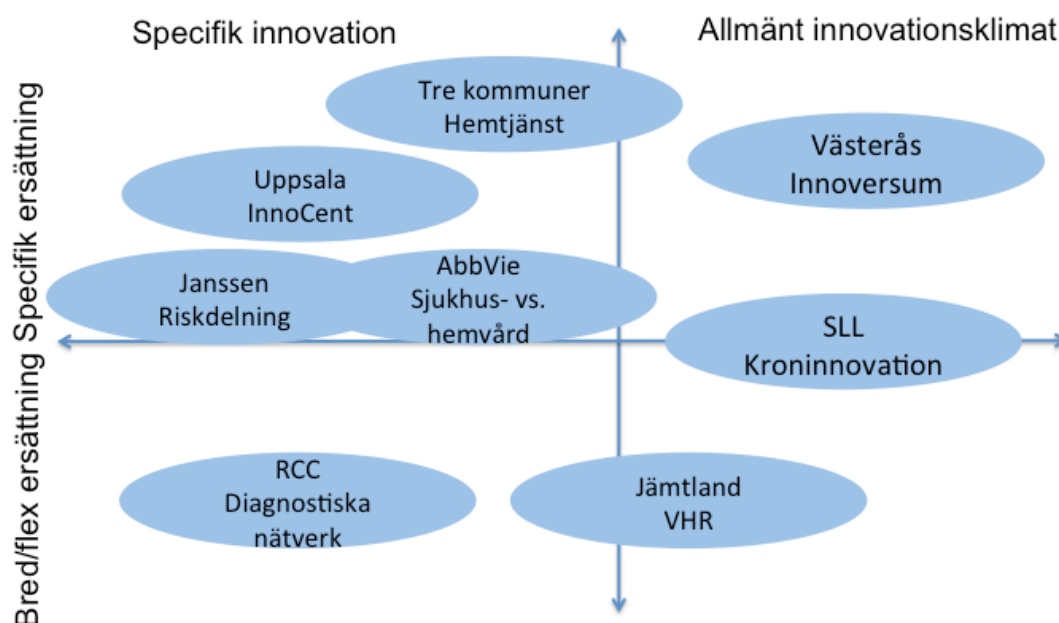 Specifik innovation
Allmänt innovationsklimat
Tre kommuner
Hemtjänst
Västerås
Innoversum
Uppsala
InnoCent
Janssen
Riskdelning
AbbVie
Sjukhus- vs.
hemvård
SLL
Kroninnovation
RCC
Diagnostiska
nätverk
Jämtland
VHR
Bred/flex ersättning Specifik ersättning